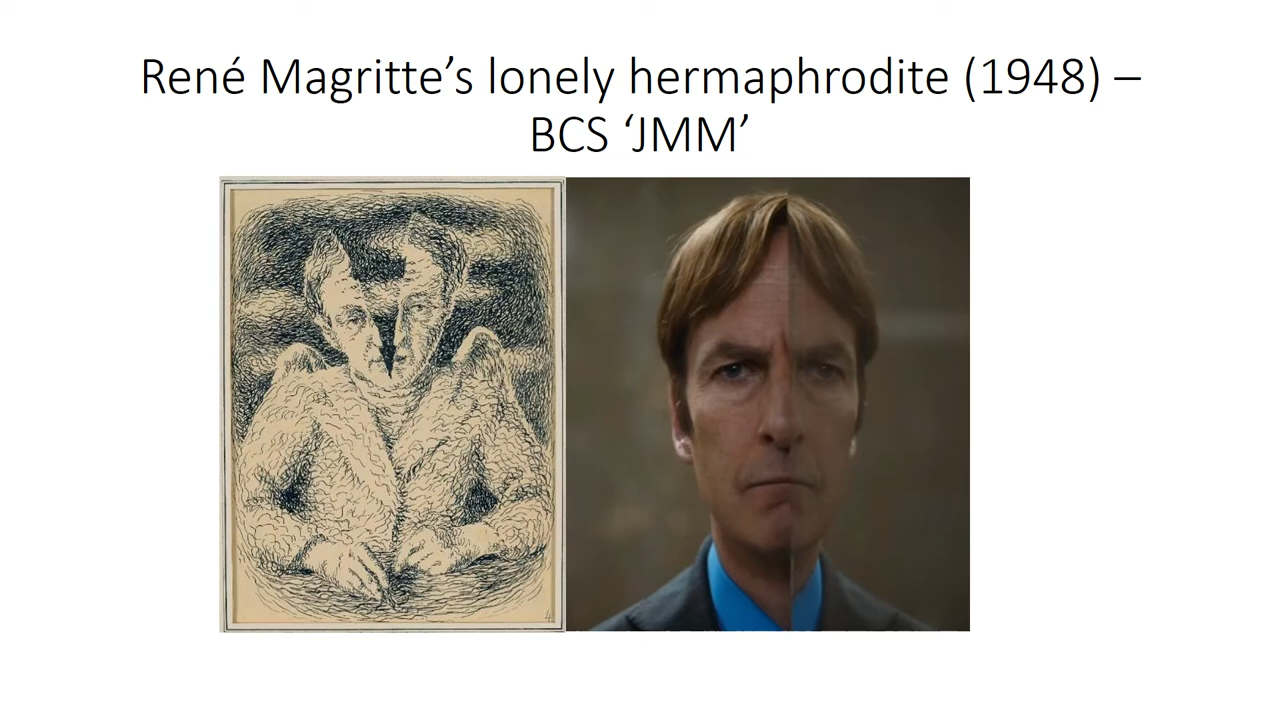 René Magritte’s lonely hermaphrodite (1948) –
BCS ‘JMM’